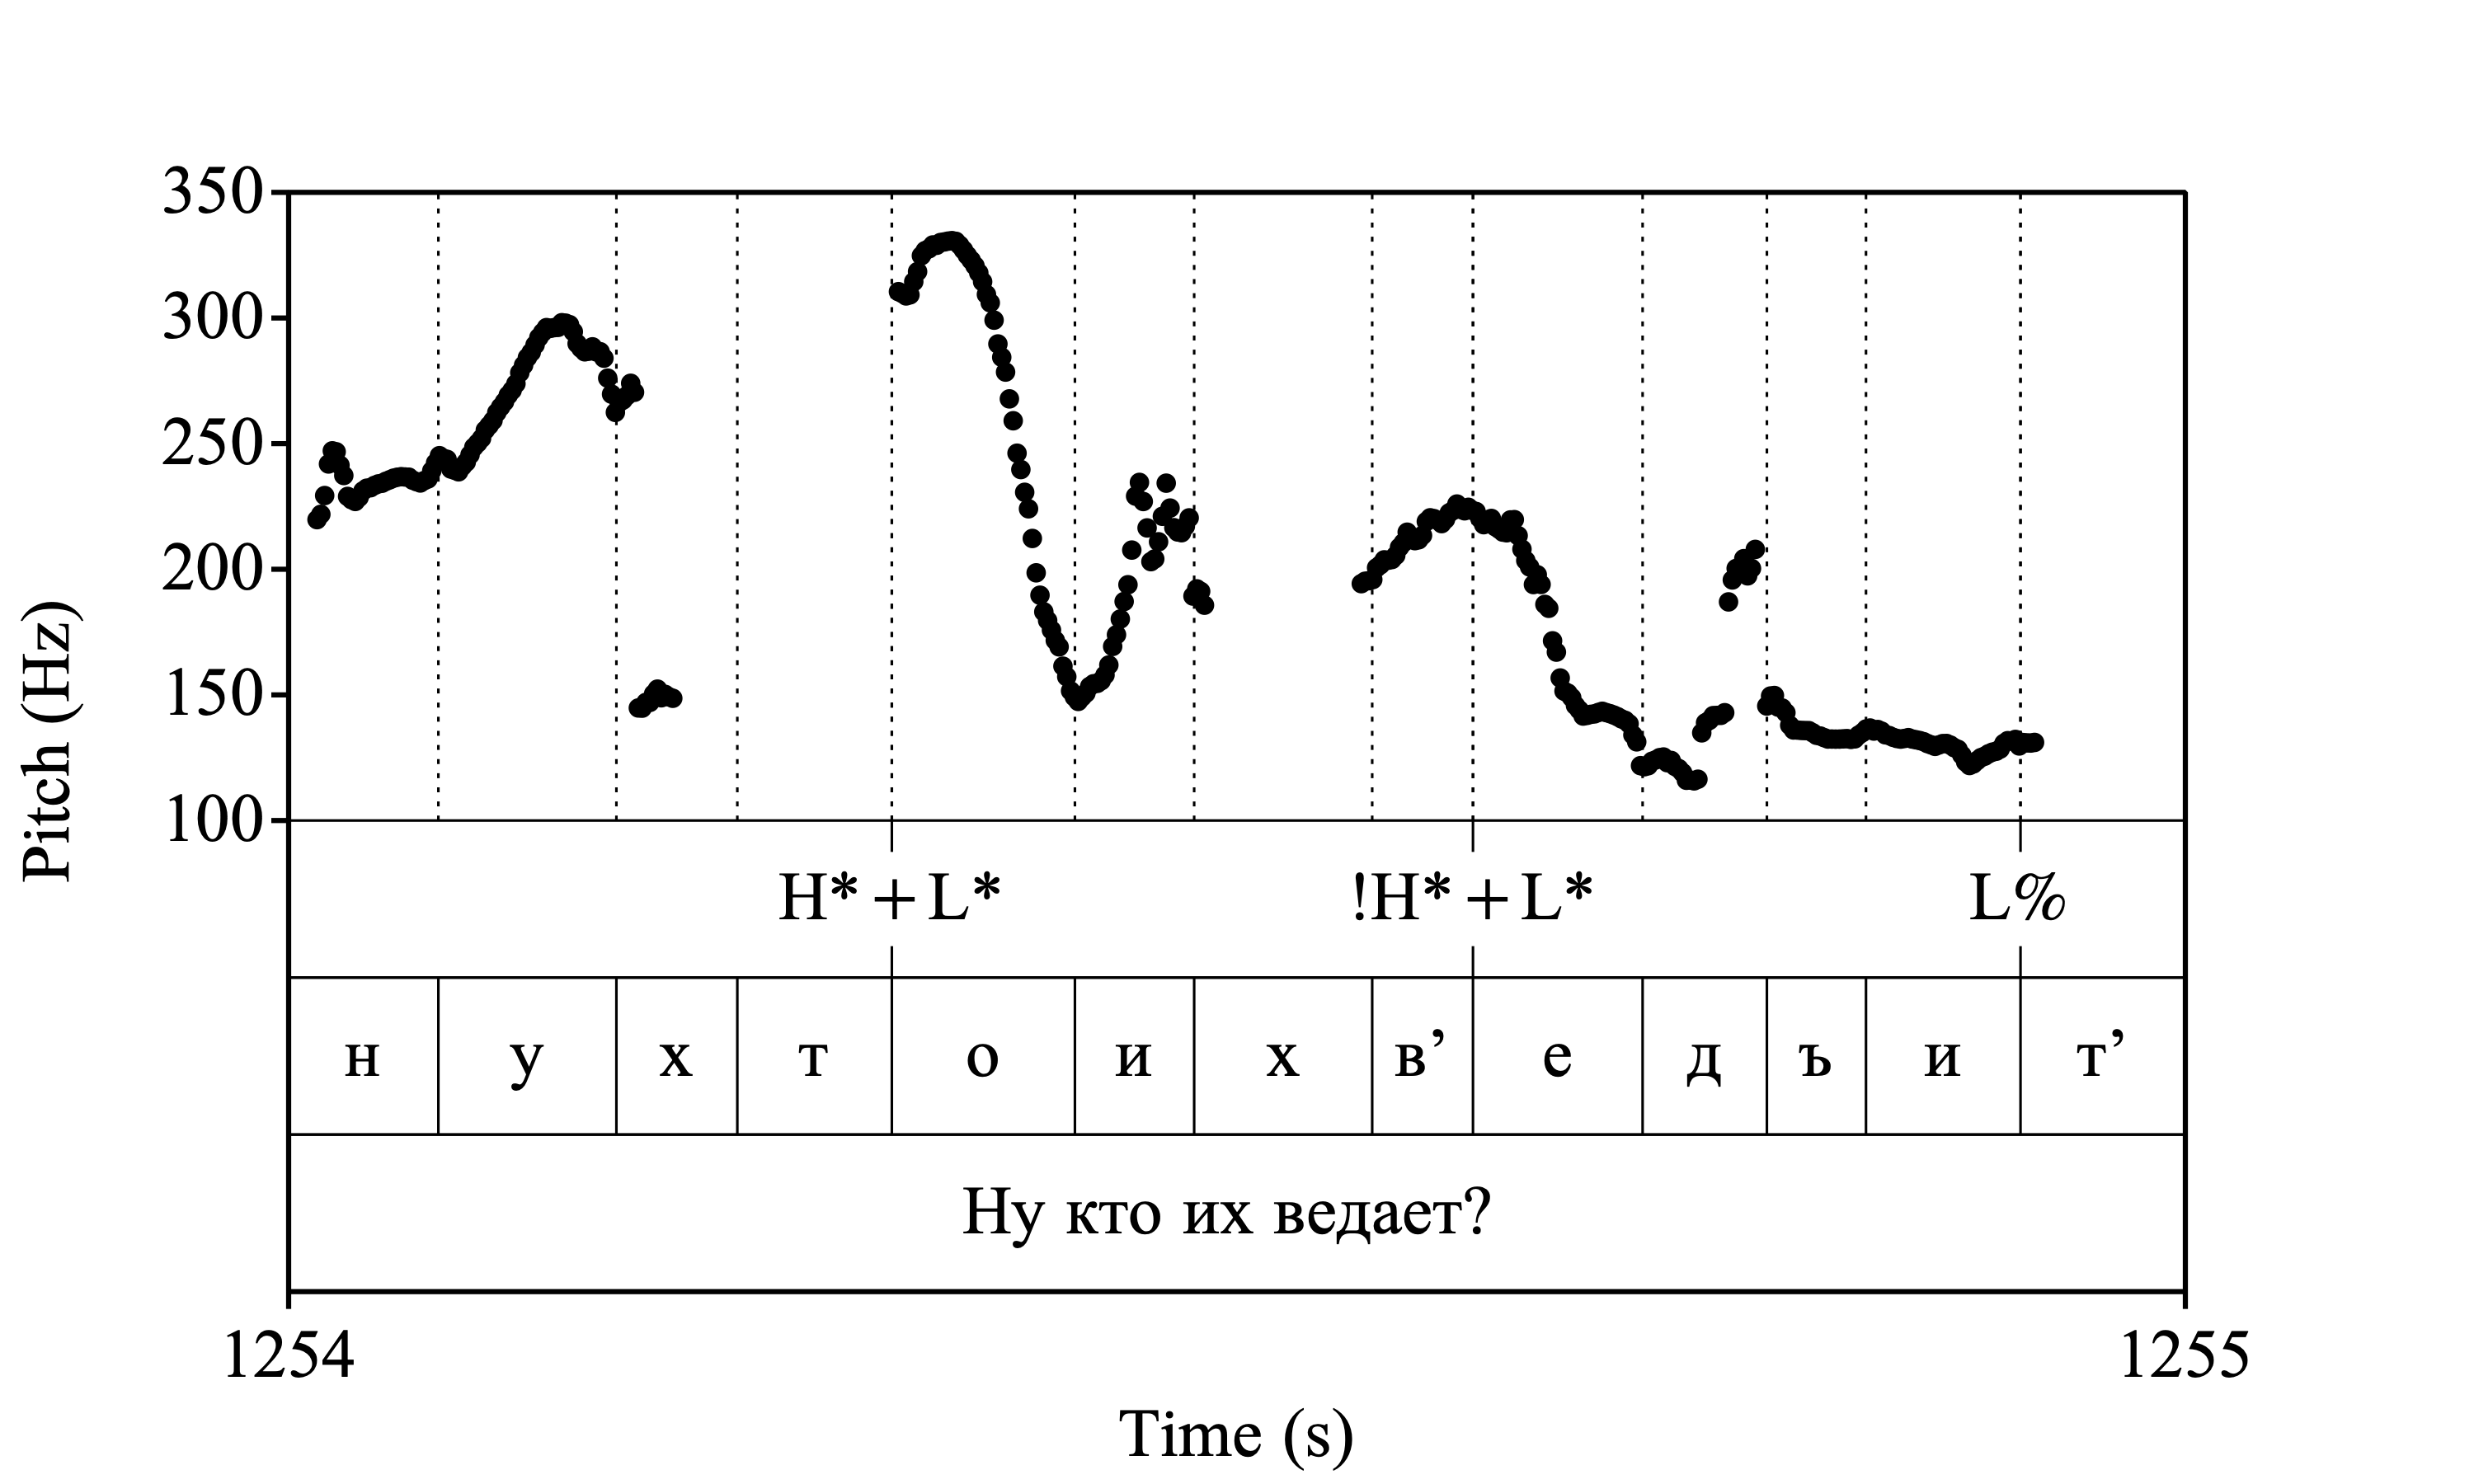 350
300
250
200
150
100
Pitch (Hz)
H*+L* !H*+L* L%
н у х т о и х в’ е д ъ и т’
Ну кто их ведает?
1254 1255
Time (s)